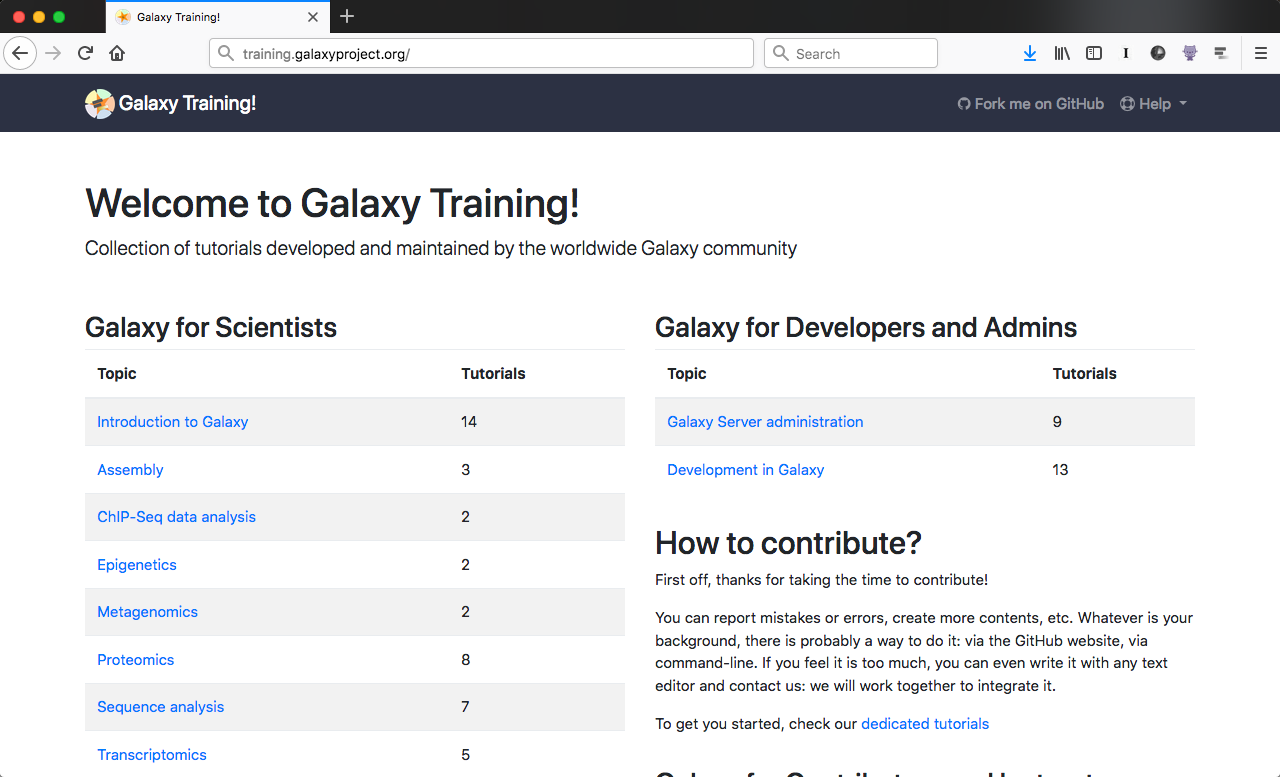 Galaxy Training!
training.galaxyproject.org/
Search
Galaxy Training!
Fork me on GitHub
Help
Welcome to Galaxy Training!
Collection of tutorials developed and maintained by the worldwide Galaxy community
Galaxy for Scientists
Topic Tutorials
Introduction to Galaxy 14
Assembly 3
ChIP-Seq data analysis 2
Epigenetics 2
Metagenomics 2
Proteomics 8
Sequence analysis 7
Transcriptomics 5
Galaxy for Developers and Admins
Topic Tutorials
Galaxy Server administration 9
Development in Galaxy 13
How to contribute?
First off, thanks for taking the time to contribute!
You can report mistakes or errors, create more contents, etc. Whatever is your
background, there is probably a way to do it: via the GitHub website, via
command-line. If you feel it is too much, you can even write it with any text
editor and contact us: we will work together to integrate it.
To get you started, check our dedicated tutorials